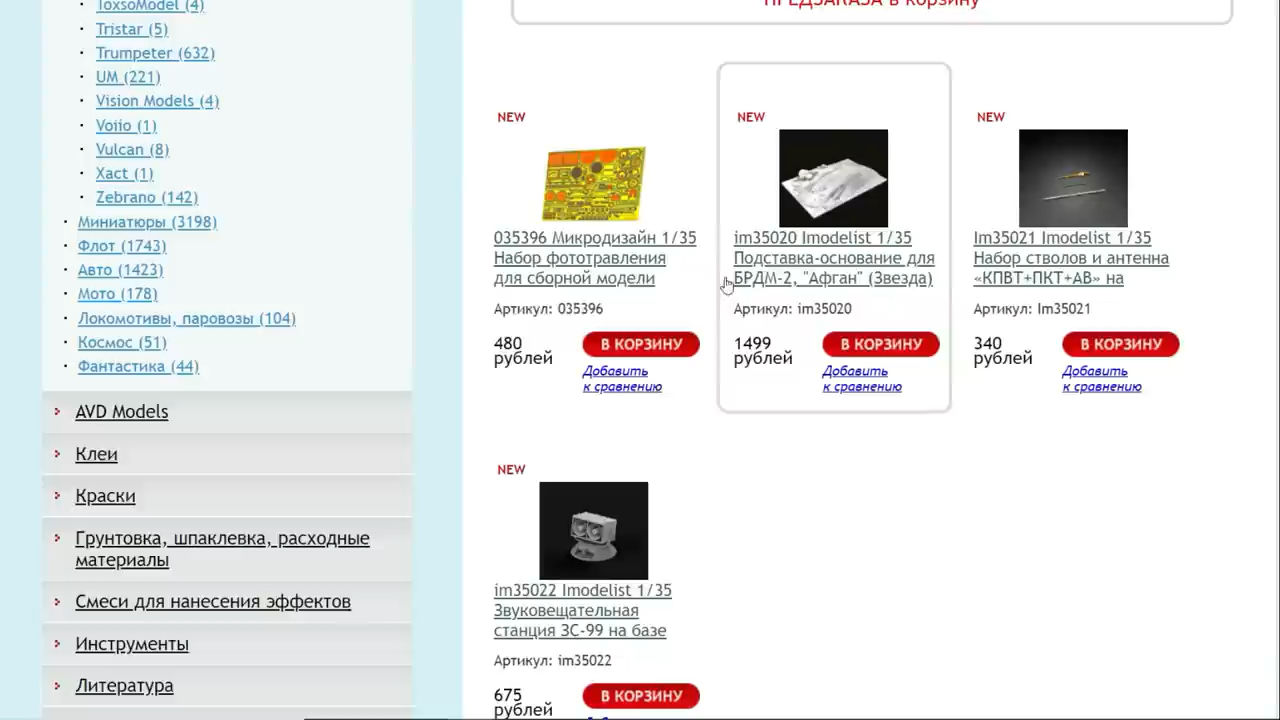 ToxsoModel (4)
Tristar (5)
Trumpeter (632)
UM (221)
Vision Models (4)
Voiio (1)
Vulcan (8)
Xact (1)
Zebrano (142)
Миниатюры (3198)
Флот (1743)
Авто (1423)
Мото (178)
Локомотивы, паровозы (104)
Космос (51)
Фантастика (44)
AVD Models
Клеи
Краски
Грунтовка, шпаклевка, расходные
материалы
Смеси для нанесения эффектов
Инструменты
Литература
ПРЕДЗАКАЗА в корзину
NEW
035396 Микродизайн 1/35
Набор фототравления
для сборной модели
Артикул: 035396
480
рублей
В КОРЗИНУ
Добавить
к сравнению
NEW
im35020 Imodelist 1/35
Подставка-основание для
БРДМ-2, "Афган" (Звезда)
Артикул: im35020
1499
рублей
В КОРЗИНУ
Добавить
к сравнению
NEW
Im35021 Imodelist 1/35
Набор стволов и антенна
«КПВТ+ПКТ+АВ» на
Артикул: Im35021
340
рублей
В КОРЗИНУ
Добавить
к сравнению
NEW
im35022 Imodelist 1/35
Звуковещательная
станция ЗС-99 на базе
Артикул: im35022
675
рублей
В КОРЗИНУ